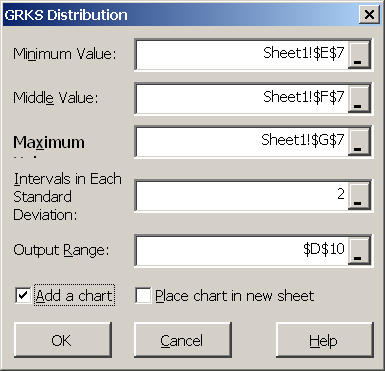 GRKS Distribution
Minimum Value: Sheet1!$E$7
Middle Value: Sheet1!$F$7
Maximum Sheet1!$G$7
Intervals in Each
Standard 2
Deviation:
Output Range: $D$10
Add a chart Place chart in new sheet
OK Cancel Help